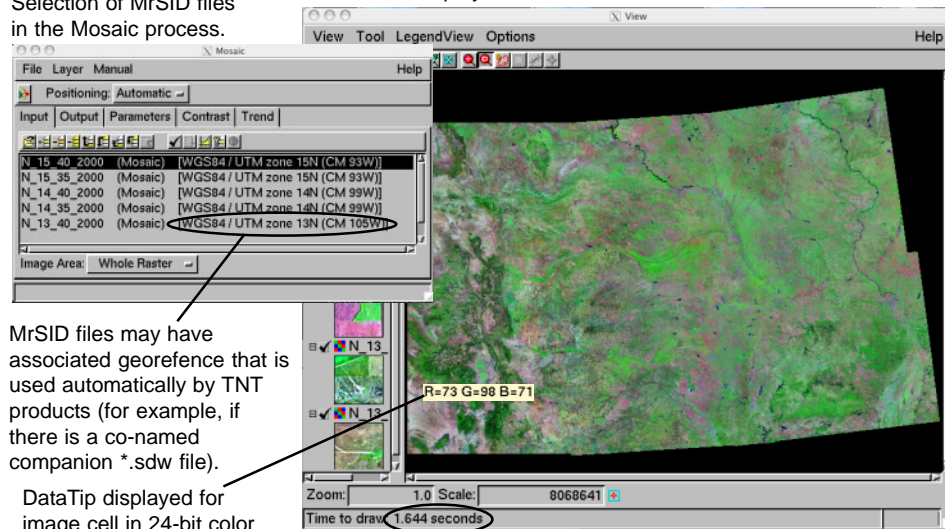 Selection of MrSID files
in the Mosaic process.
X Mosaic
File Layer Manual Help
Positioning: Automatic
Input Output Parameters Contrast Trend
N_15_40_2000 (Mosaic) [WGS84 / UTM zone 15N (CM 93W)]
N_15_35_2000 (Mosaic) [WGS84 / UTM zone 15N (CM 93W)]
N_14_40_2000 (Mosaic) [WGS84 / UTM zone 14N (CM 99W)]
N_14_35_2000 (Mosaic) [WGS84 / UTM zone 14N (CM 99W)]
N_13_40_2000 (Mosaic) [WGS84 / UTM zone 13N (CM 105W)]
Image Area: Whole Raster
MrSID files may have
associated georefence that is
used automatically by TNT
products (for example, if
there is a co-named
companion *.sdw file).
DataTip displayed for
image cell in 24-bit color
X View
View Tool LegendView Options Help
N_13_
N_13_
R=73 G=98 B=71
Zoom: 1.0 Scale: 8068641
Time to draw 1.644 seconds